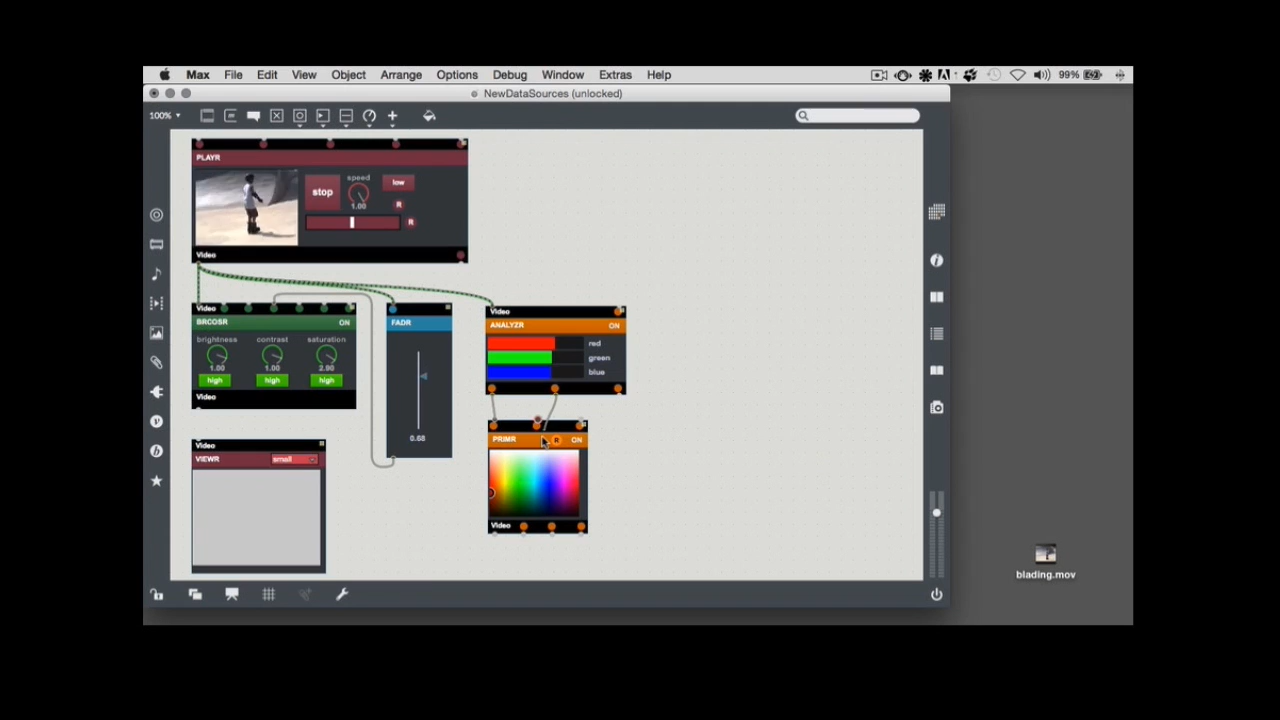 Max File Edit View Object Arrange Options Debug Window Extras Help 99%
NewDataSources (unlocked)
100%
PLAYR
stop
speed
1.00
low
R
R
Video
Video
BRCOSR ON
brightness contrast saturation
1.00 1.00 2.90
high high high
Video
FADR
0.68
Video
ANALYZR ON
red
green
blue
PRIMR R ON
Video
Video
VIEWR small
blading.mov